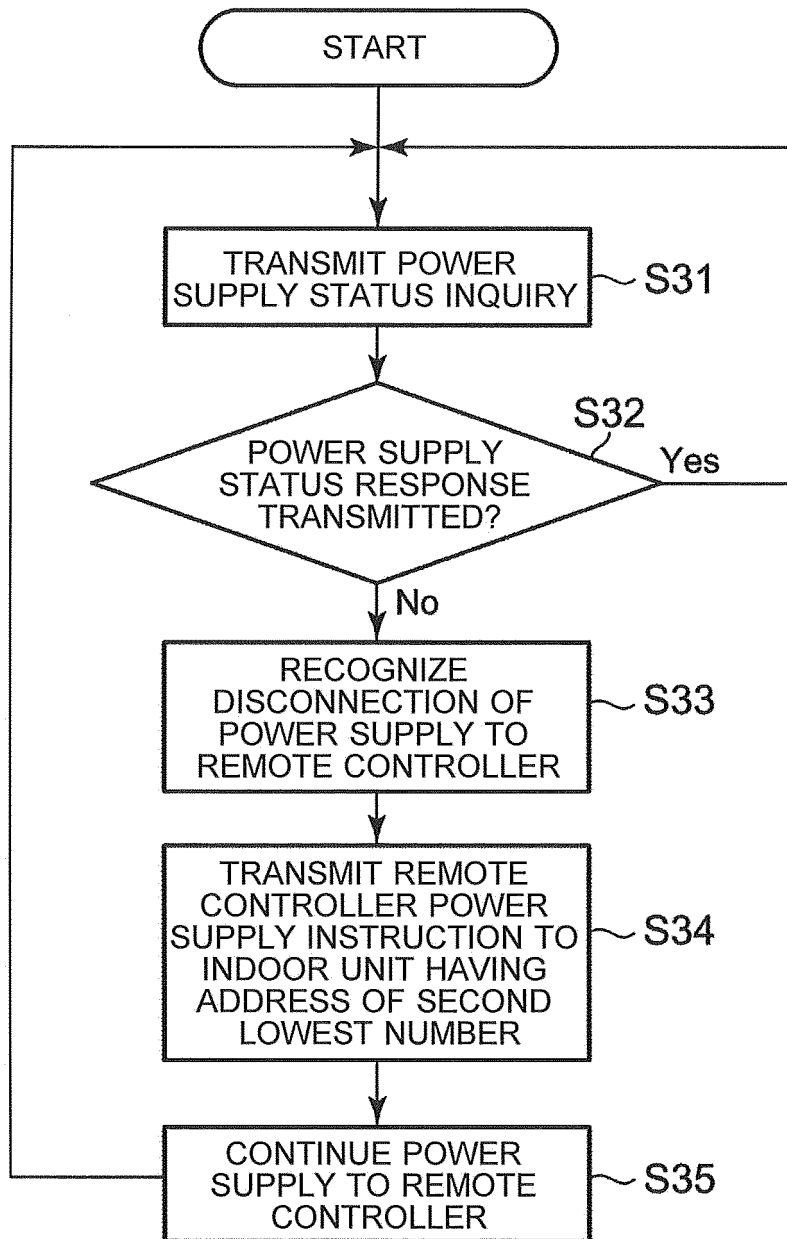 START
TRANSMIT POWER
SUPPLY STATUS INQUIRY
S31
S32
POWER SUPPLY
STATUS RESPONSE
TRANSMITTED?
Yes
No
RECOGNIZE
DISCONNECTION OF
POWER SUPPLY TO
REMOTE CONTROLLER
S33
TRANSMIT REMOTE
CONTROLLER POWER
SUPPLY INSTRUCTION TO
INDOOR UNIT HAVING
ADDRESS OF SECOND
LOWEST NUMBER
S34
CONTINUE POWER
SUPPLY TO REMOTE
CONTROLLER
S35